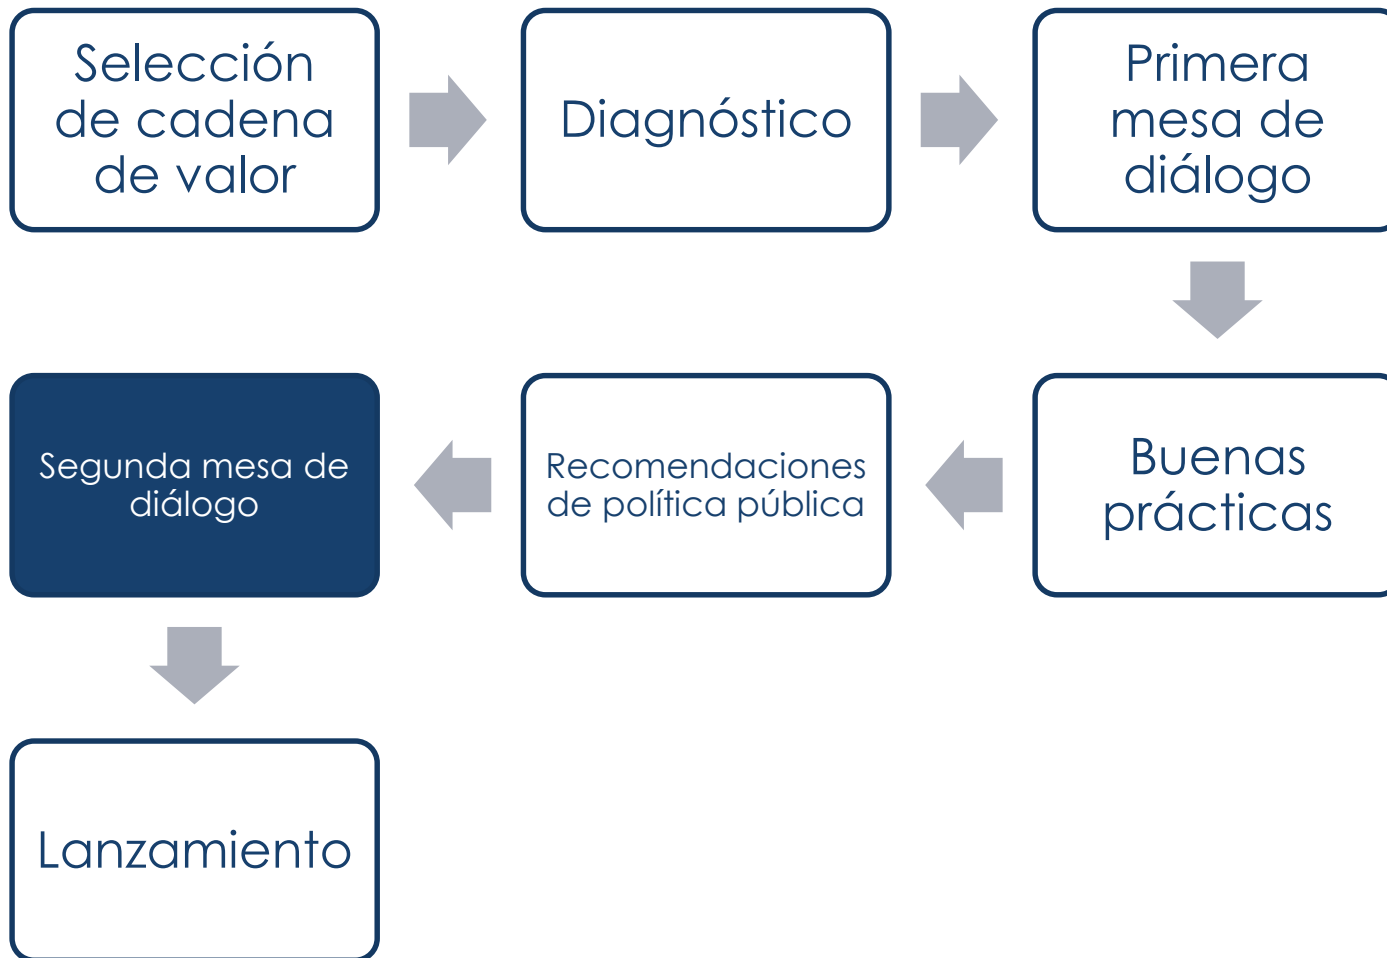 Selección
de cadena
de valor
Diagnóstico
Primera
mesa de
diálogo
Buenas
prácticas
Recomendaciones
de política pública
Segunda mesa de
diálogo
Lanzamiento